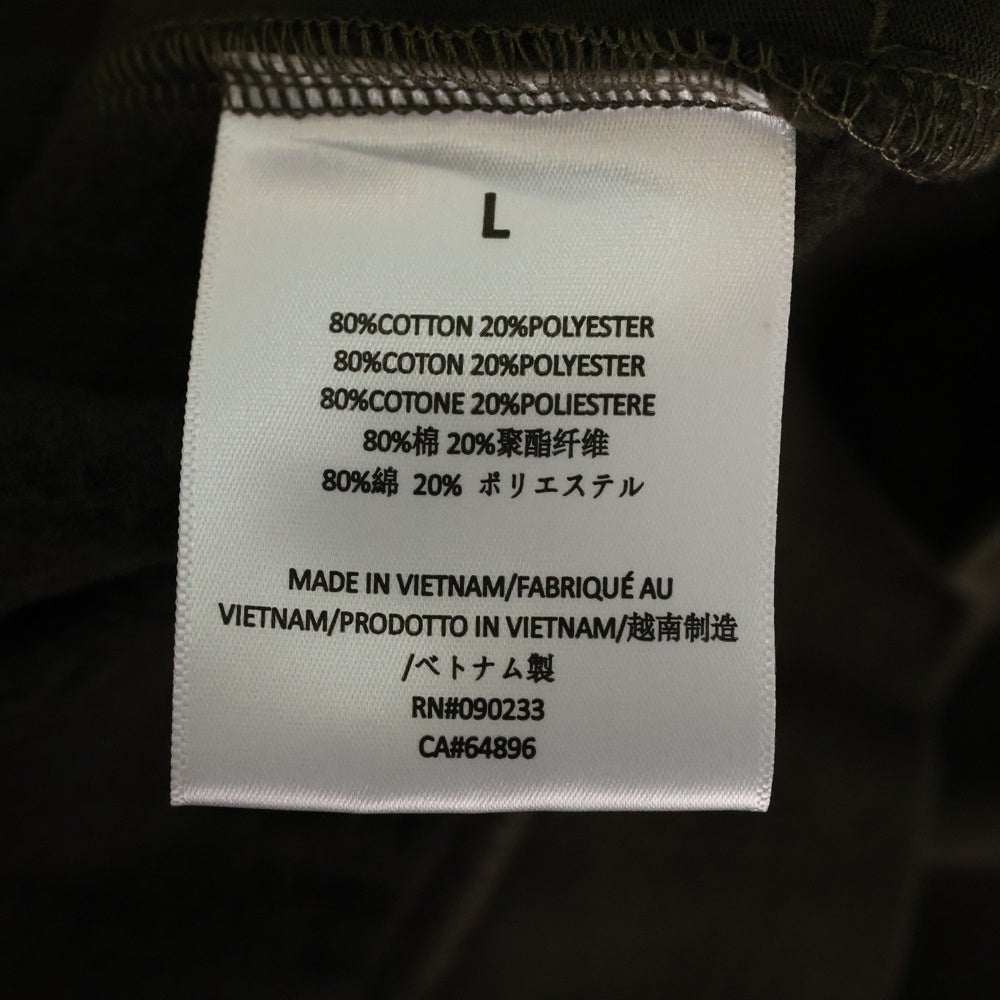 L
80%COTTON 20%POLYESTER
80%COTON 20%POLYESTER
80%COTONE 20%POLIESTERE
80%棉 20%聚酯纤维
80%綿 20% ポリエステル
MADE IN VIETNAM/FABRIQUÉ AU
VIETNAM/PRODOTTO IN VIETNAM/越南制造
/ベトナム製
RN#090233
CA#64896